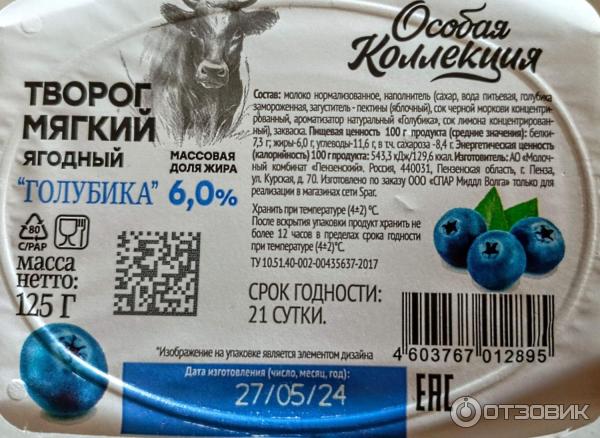 Особая
Коллекция
ТВОРОГ
МЯГКИЙ
ЯГОДНЫЙ
"ГОЛУБИКА"
МАССОВАЯ
ДОЛЯ ЖИРА
6,0%
Состав: молоко нормализованное, наполнитель (сахар, вода питьевая, голубика
замороженная, загуститель - пектины (яблочный), сок черной моркови концентри-
рованный, ароматизатор натуральный «Голубика», сок лимона концентрирован-
ный), закваска. Пищевая ценность 100 г продукта (средние значения): белки-
7,3 г; жиры-6,0 г, углеводы-11,6 г, в т.ч. сахароза -8,4 г. Энергетическая ценность
(калорийность) 100 г продукта: 543,3 кДж/129,6 ккал. Изготовитель: АО «Молоч-
ный комбинат «Пензенский», Россия, 440031, Пензенская область, г. Пенза,
ул. Курская, д. 70. Изготовлено по заказу ООО «СПАР Миддл Волга» только для
реализации в магазинах сети Spar.
Хранить при температуре (4±2) °С.
После вскрытия упаковки продукт хранить не
более 12 часов в пределах срока годности
при температуре (4±2)°С.
ТУ 10.51.40-002-00435637-2017
80
C/PAP
масса
нетто:
125 Г
СРОК ГОДНОСТИ:
21 СУТКИ.
*Изображение на упаковке является элементом дизайна
4 603767 012895
Дата изготовления (число, месяц, год):
27/05/24
ЕАС
ОТЗОВИК